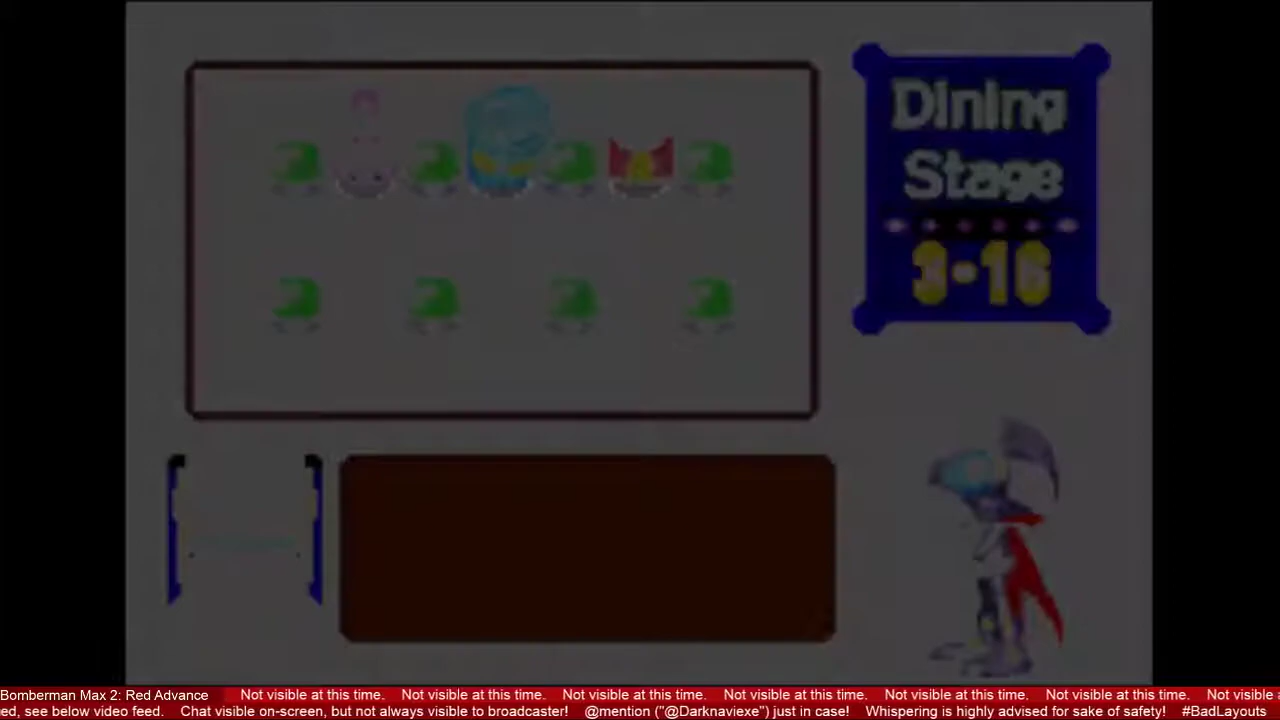 Dining
Stage
3-16
Bomberman Max 2: Red Advance Not visible at this time. Not visible at this time. Not visible at this time. Not visible at this time. Not visible at this time. Not visible at this time. Not visible a
ed, see below video feed. Chat visible on-screen, but not always visible to broadcaster! @mention ("@Darknaviexe") just in case! Whispering is highly advised for sake of safety! #BadLayouts